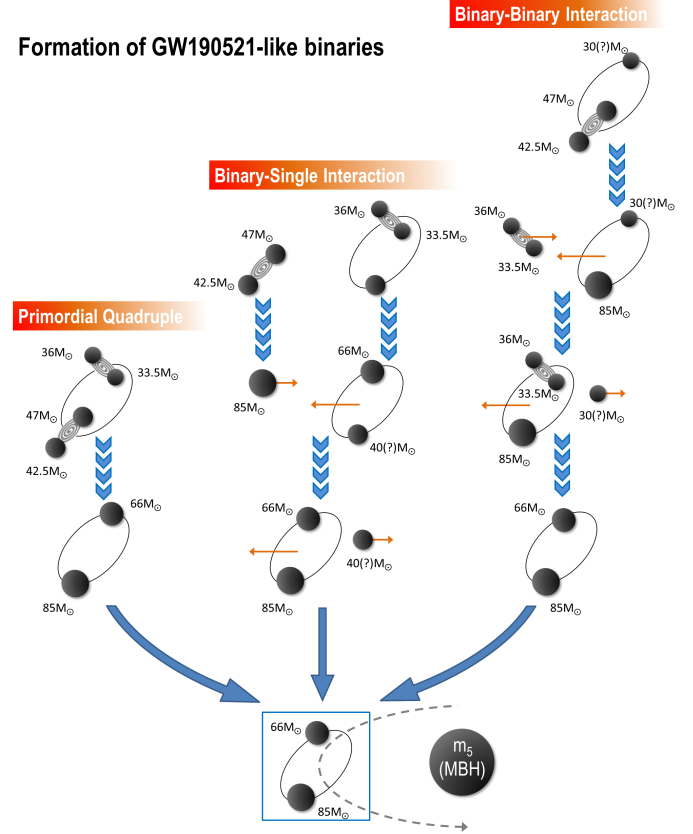 Formation of GW190521-like binaries
Primordial Quadruple
36M⊙
33.5M⊙
47M⊙
42.5M⊙
66M⊙
85M⊙
Binary-Single Interaction
47M⊙
42.5M⊙
36M⊙
33.5M⊙
85M⊙
66M⊙
40(?)M⊙
66M⊙
40(?)M⊙
85M⊙
Binary-Binary Interaction
30(?)M⊙
47M⊙
42.5M⊙
30(?)M⊙
36M⊙
33.5M⊙
85M⊙
36M⊙
33.5M⊙
30(?)M⊙
85M⊙
66M⊙
85M⊙
66M⊙
85M⊙
m₅
(MBH)